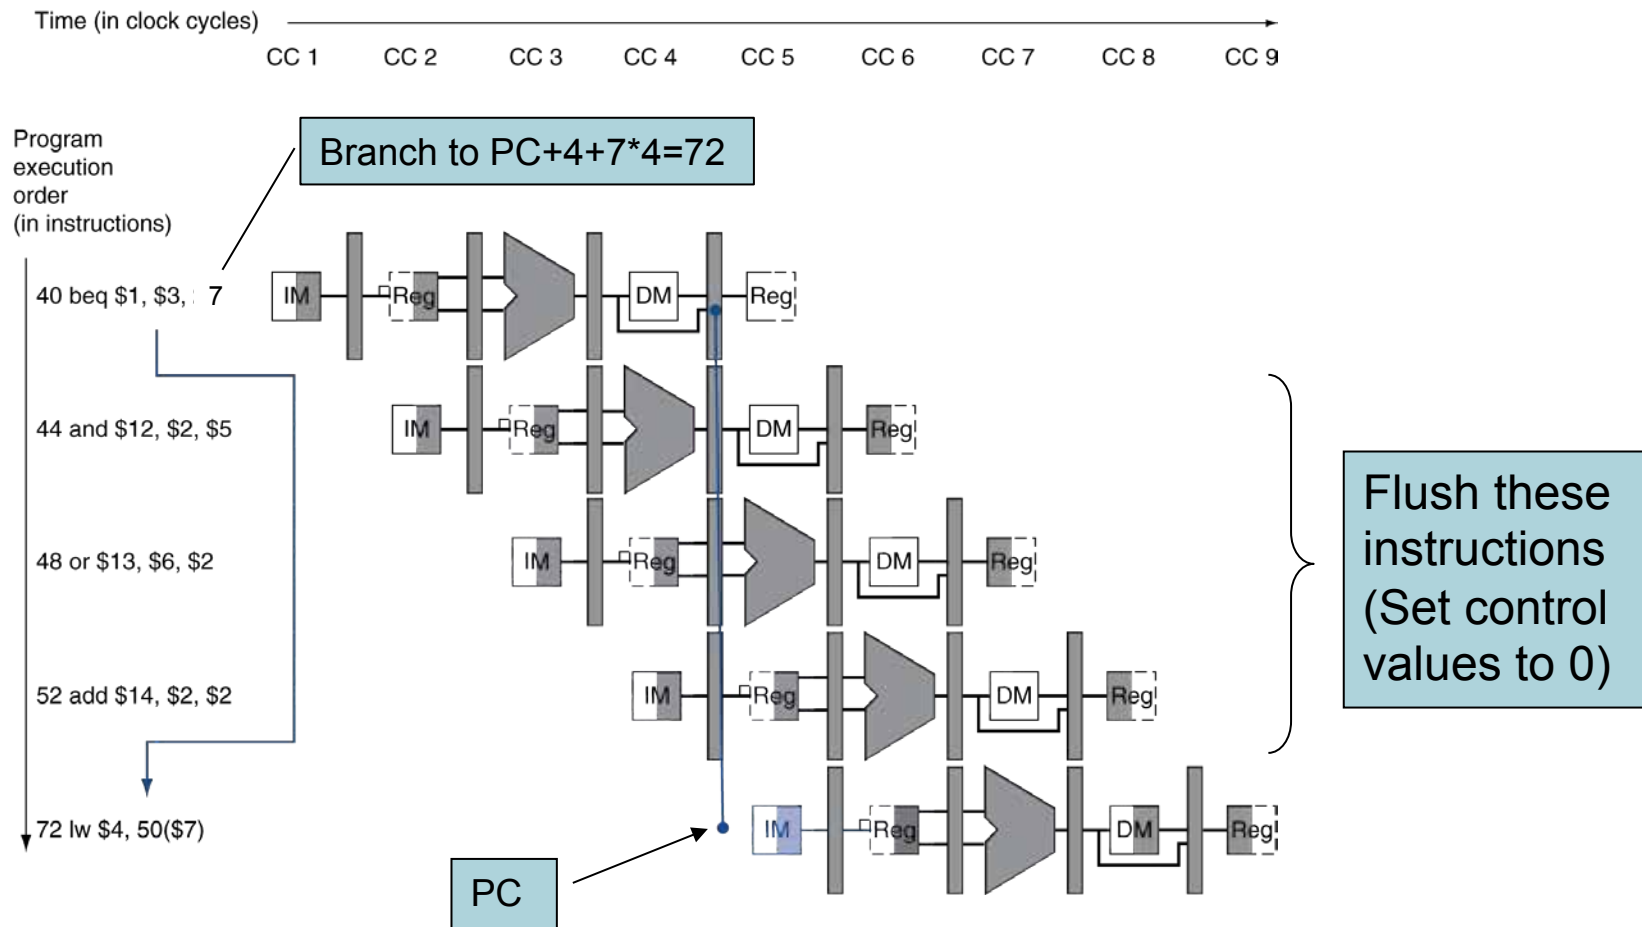 Time (in clock cycles)
CC 1 CC 2 CC 3 CC 4 CC 5 CC 6 CC 7 CC 8 CC 9
Program
execution
order
(in instructions)
Branch to PC+4+7*4=72
40 beq $1, $3, 7
IM Reg DM Reg
44 and $12, $2, $5
IM Reg DM Reg
48 or $13, $6, $2
IM Reg DM Reg
52 add $14, $2, $2
IM Reg DM Reg
72 lw $4, 50($7)
IM Reg DM Reg
Flush these
instructions
(Set control
values to 0)
PC